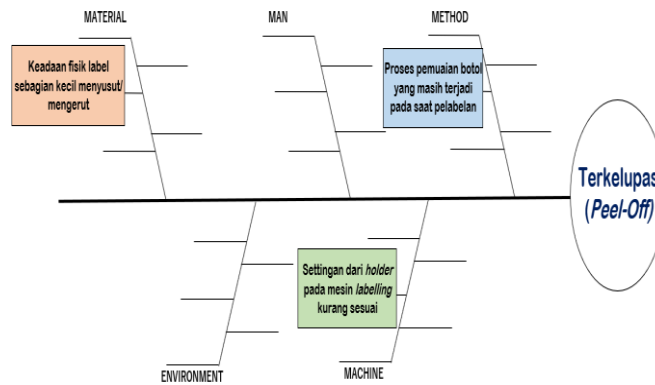 MATERIAL
MAN
METHOD
Keadaan fisik label
sebagian kecil menyusut/
mengerut
Proses pemuaian botol
yang masih terjadi
pada saat pelabelan
Terkelupas
(Peel-Off)
Settingan dari holder
pada mesin labelling
kurang sesuai
ENVIRONMENT
MACHINE